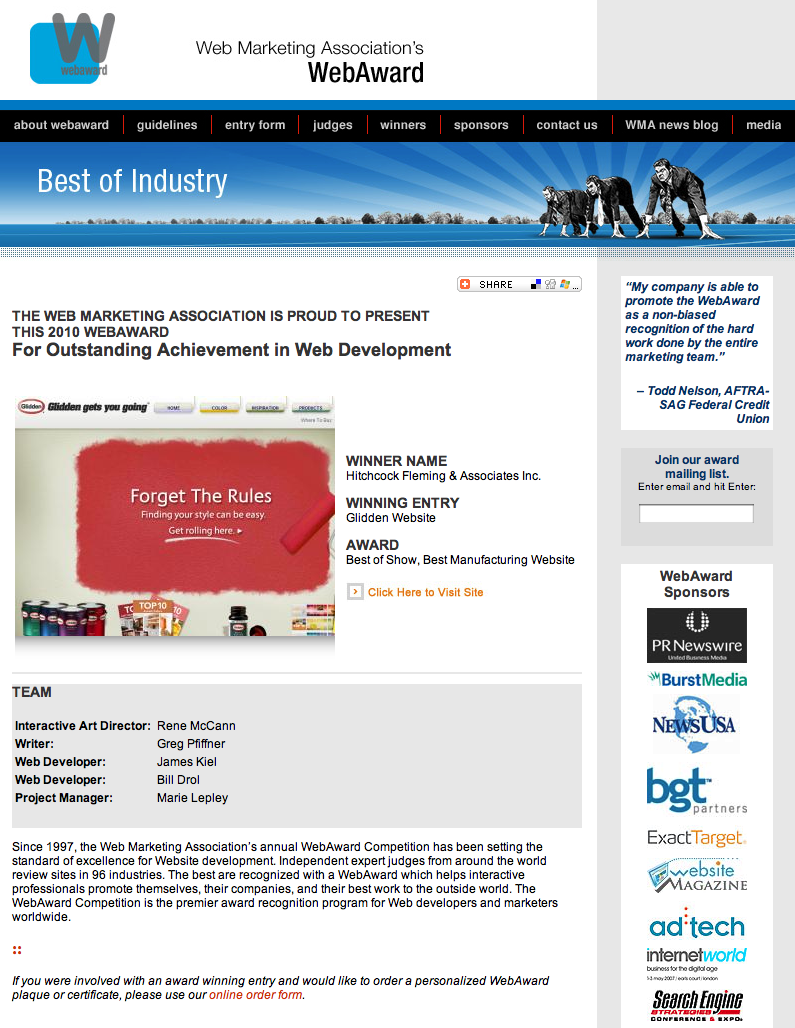 W
webaward
Web Marketing Association's
WebAward
about webaward
guidelines
entry form
judges
winners
sponsors
contact us
WMA news blog
media
Best of Industry
SHARE
THE WEB MARKETING ASSOCIATION IS PROUD TO PRESENT
THIS 2010 WEBAWARD
For Outstanding Achievement in Web Development
Glidden
Glidden gets you going
HOME
COLOR
INSPIRATION
PRODUCTS
Where To Buy
Forget The Rules
Finding your style can be easy.
Get rolling here.
TOP10
WINNER NAME
Hitchcock Fleming & Associates Inc.
WINNING ENTRY
Glidden Website
AWARD
Best of Show, Best Manufacturing Website
Click Here to Visit Site
TEAM
Interactive Art Director: Rene McCann
Writer: Greg Pfiffner
Web Developer: James Kiel
Web Developer: Bill Drol
Project Manager: Marie Lepley
Since 1997, the Web Marketing Association's annual WebAward Competition has been setting the
standard of excellence for Website development. Independent expert judges from around the world
review sites in 96 industries. The best are recognized with a WebAward which helps interactive
professionals promote themselves, their companies, and their best work to the outside world. The
WebAward Competition is the premier award recognition program for Web developers and marketers
worldwide.
If you were involved with an award winning entry and would like to order a personalized WebAward
plaque or certificate, please use our online order form.
“My company is able to
promote the WebAward
as a non-biased
recognition of the hard
work done by the entire
marketing team.”
– Todd Nelson, AFTRA-
SAG Federal Credit
Union
Join our award
mailing list.
Enter email and hit Enter:
WebAward
Sponsors
PR Newswire
United Business Media
BurstMedia
NewsUSA
bgt
partners
ExactTarget.
website
MAGAZINE
ad:tech
internetworld
business for the digital age
1-3 may 2007 / earls court / london
Search Engine
STRATEGIES
CONFERENCE & EXPO